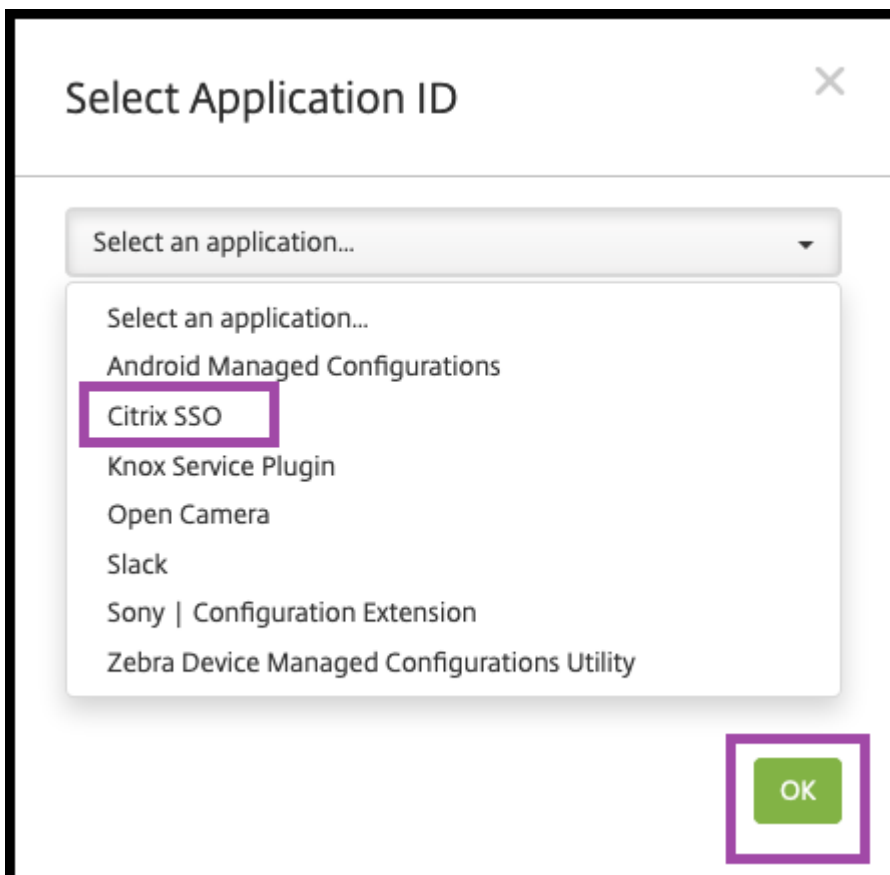 Select Application ID
Select an application...
Select an application...
Android Managed Configurations
Citrix SSO
Knox Service Plugin
Open Camera
Slack
Sony | Configuration Extension
Zebra Device Managed Configurations Utility
OK